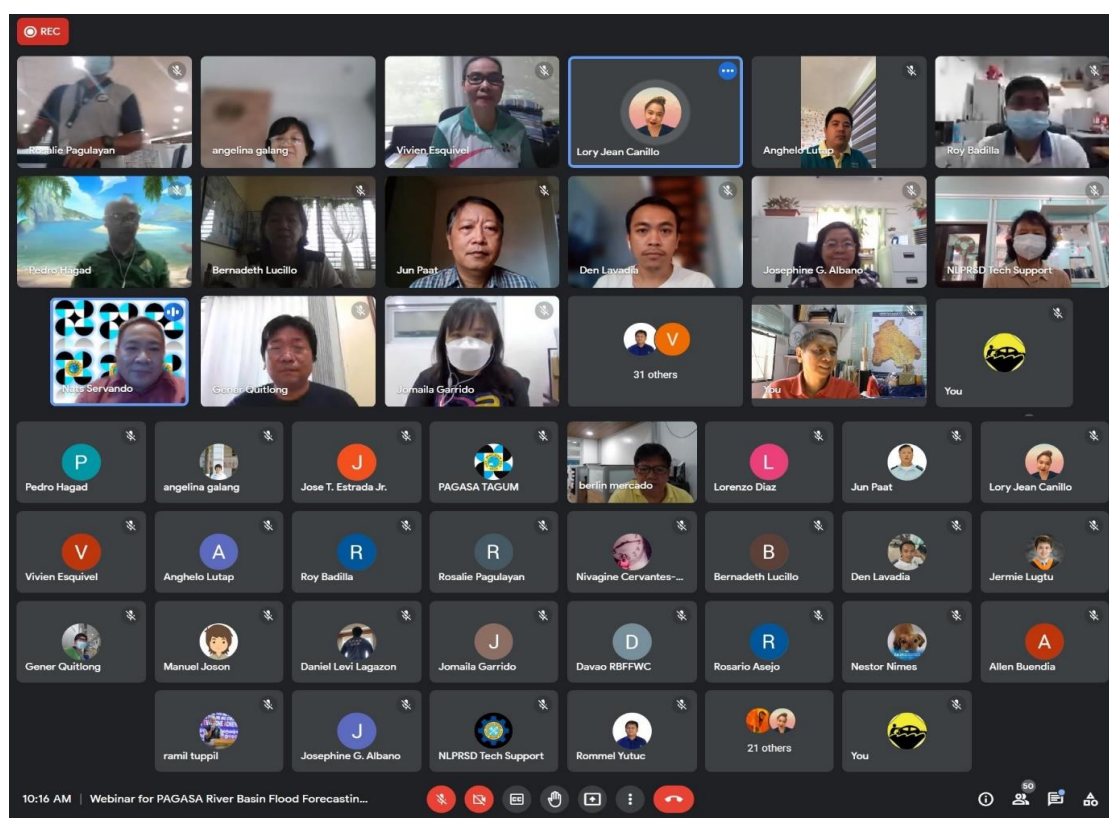 REC
Rosalie Pagulayan
angelina galang
Vivien Esquivel
Lory Jean Canillo
Anghelo Lutap
Roy Badilla
Pedro Hagad
Bernadeth Lucillo
Jun Paat
Den Lavadia
Josephine G. Albano
NLPRSD Tech Support
Nats Servando
Gener Quitlong
Jomaila Garrido
V
31 others
You
You
P
Pedro Hagad
angelina galang
J
Jose T. Estrada Jr.
PAGASA TAGUM
berlin mercado
L
Lorenzo Diaz
Jun Paat
Lory Jean Canillo
V
Vivien Esquivel
A
Anghelo Lutap
R
Roy Badilla
R
Rosalie Pagulayan
Nivagine Cervantes-...
B
Bernadeth Lucillo
Den Lavadia
Jermie Lugtu
Gener Quitlong
Manuel Joson
Daniel Levi Lagazon
J
Jomaila Garrido
D
Davao RBFFWC
R
Rosario Asejo
Nestor Nimes
A
Allen Buendia
ramil tuppil
J
Josephine G. Albano
NLPRSD Tech Support
Rommel Yutuc
21 others
You
10:16 AM | Webinar for PAGASA River Basin Flood Forecastin...
CC
50